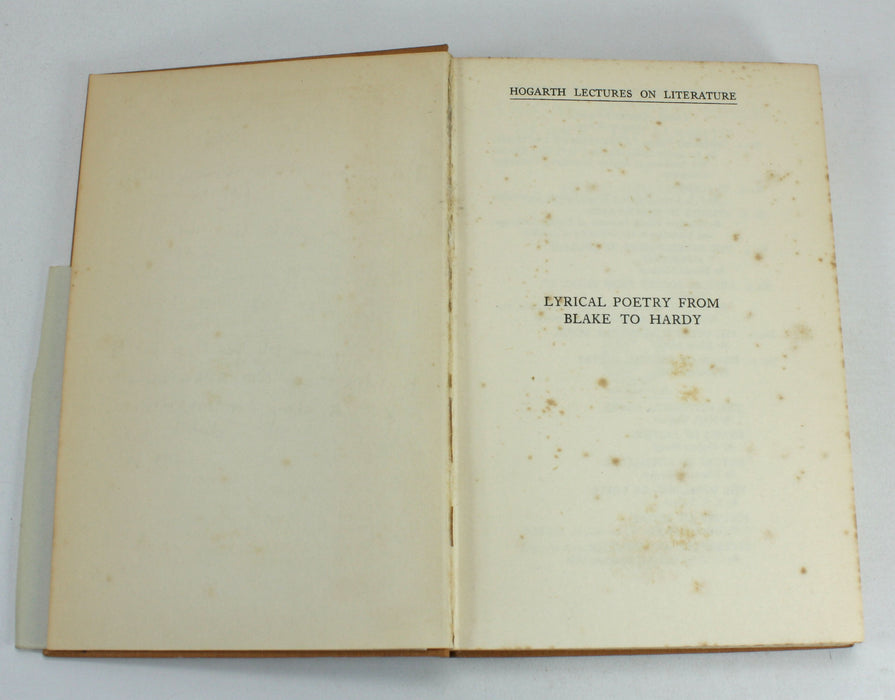 HOGARTH LECTURES ON LITERATURE
LYRICAL POETRY FROM
BLAKE TO HARDY